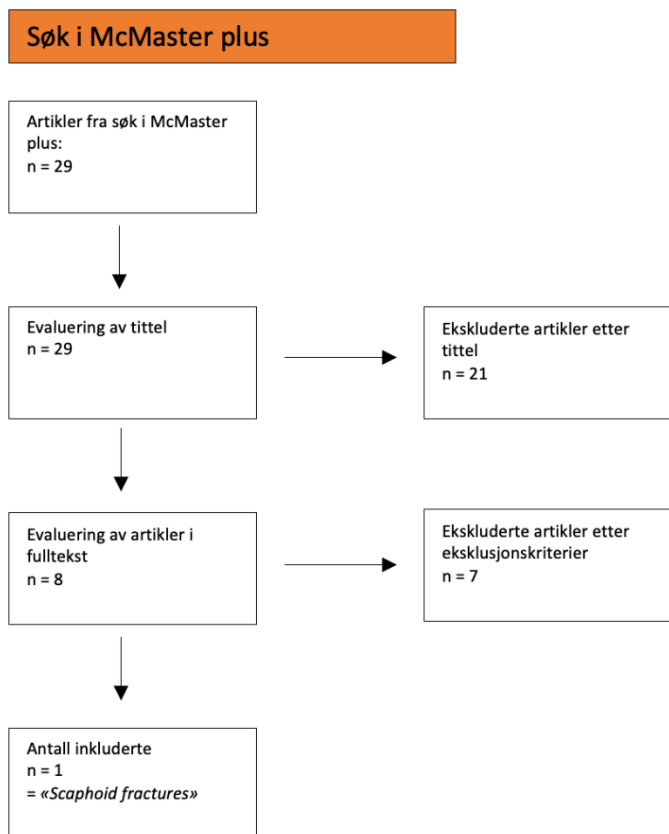 Søk i McMaster plus
Artikler fra søk i McMaster
plus:
n = 29
Evaluering av tittel
n = 29
Ekskluderte artikler etter
tittel
n = 21
Evaluering av artikler i
fulltekst
n = 8
Ekskluderte artikler etter
eksklusjonskriterier
n = 7
Antall inkluderte
n = 1
= «Scaphoid fractures»